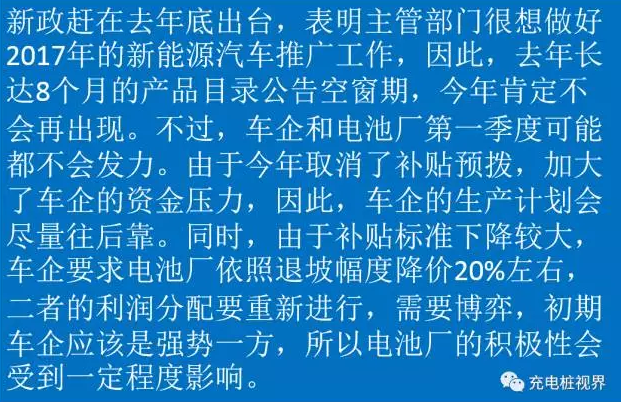 新政赶在去年底出台，表明主管部门很想做好
2017年的新能源汽车推广工作，因此，去年长
达8个月的产品目录公告空窗期，今年肯定不
会再出现。不过，车企和电池厂第一季度可能
都不会发力。由于今年取消了补贴预拨，加大
了车企的资金压力，因此，车企的生产计划会
尽量往后靠。同时，由于补贴标准下降较大，
车企要求电池厂依照退坡幅度降价20%左右，
二者的利润分配要重新进行，需要博弈，初期
车企应该是强势一方，所以电池厂的积极性会
受到一定程度影响。
充电桩视界